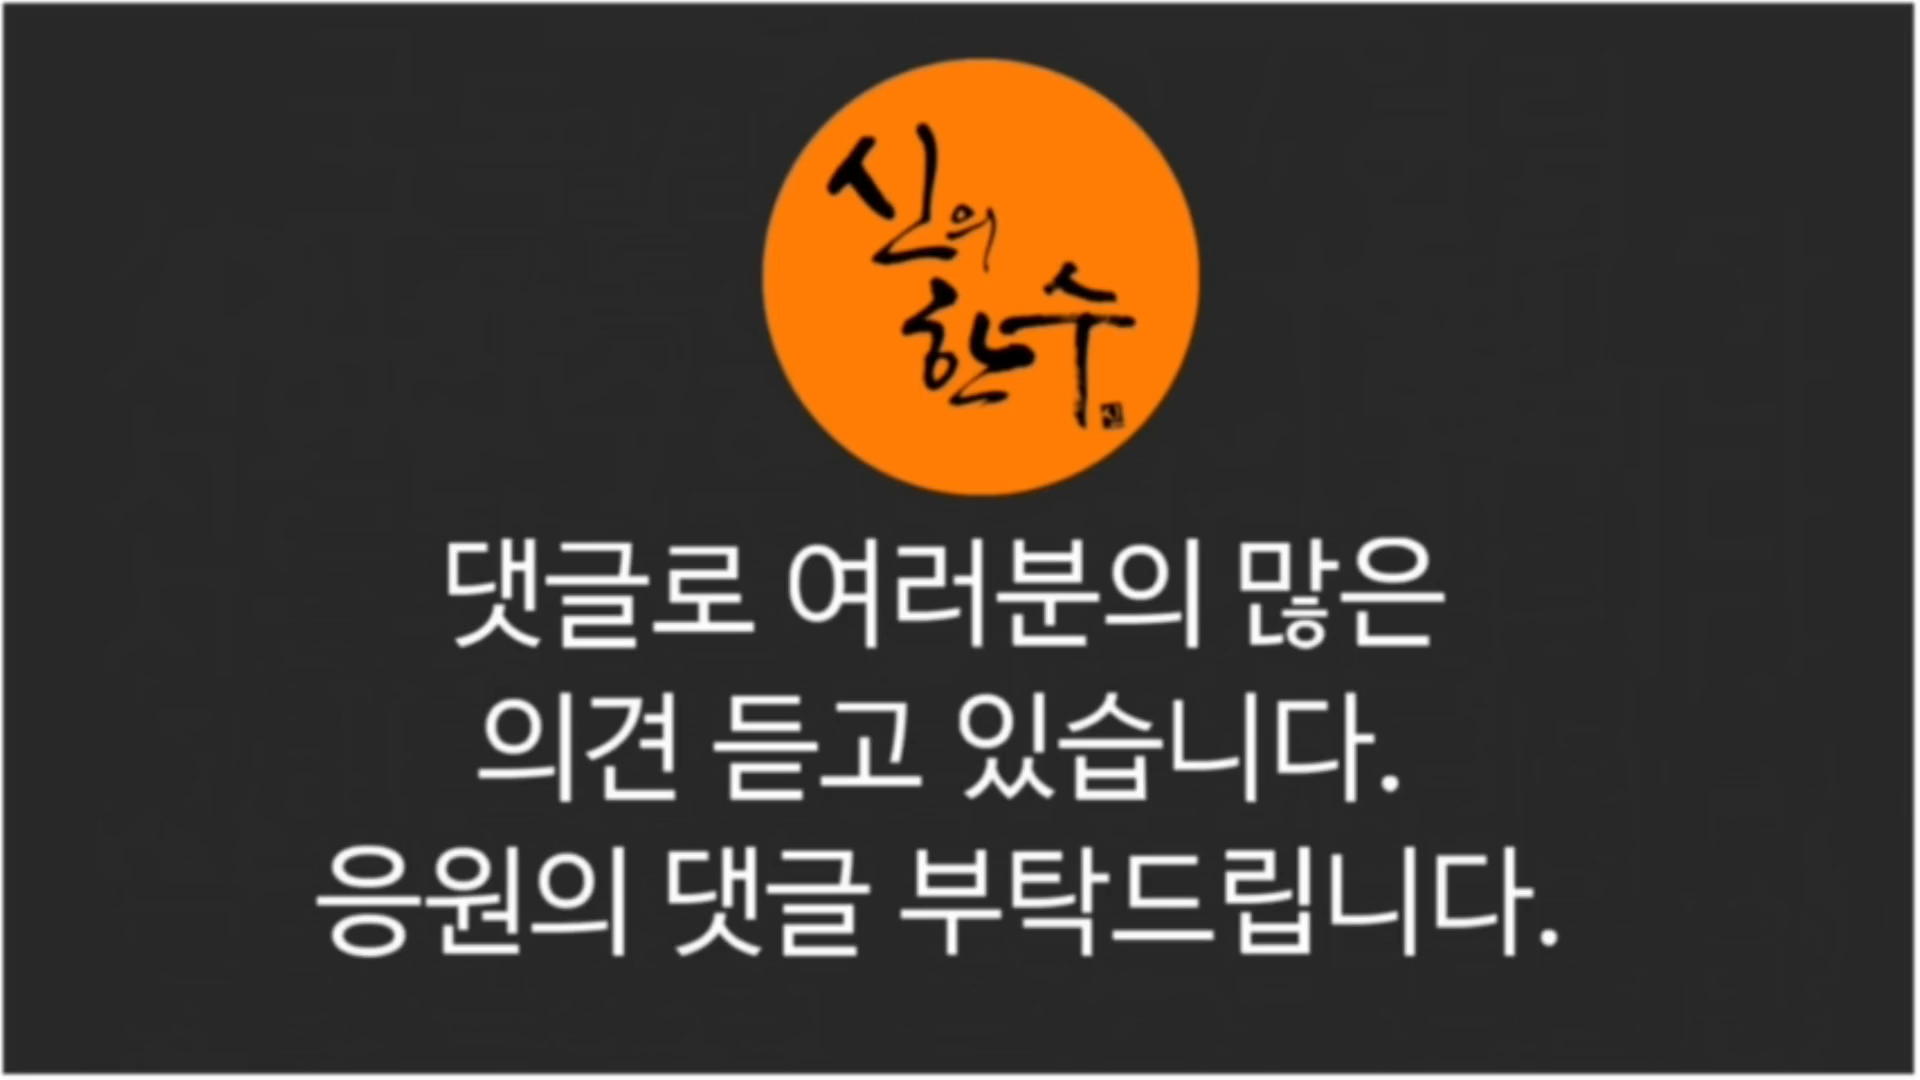 신의
한수
댓글로 여러분의 많은
의견 듣고 있습니다.
응원의 댓글 부탁드립니다.